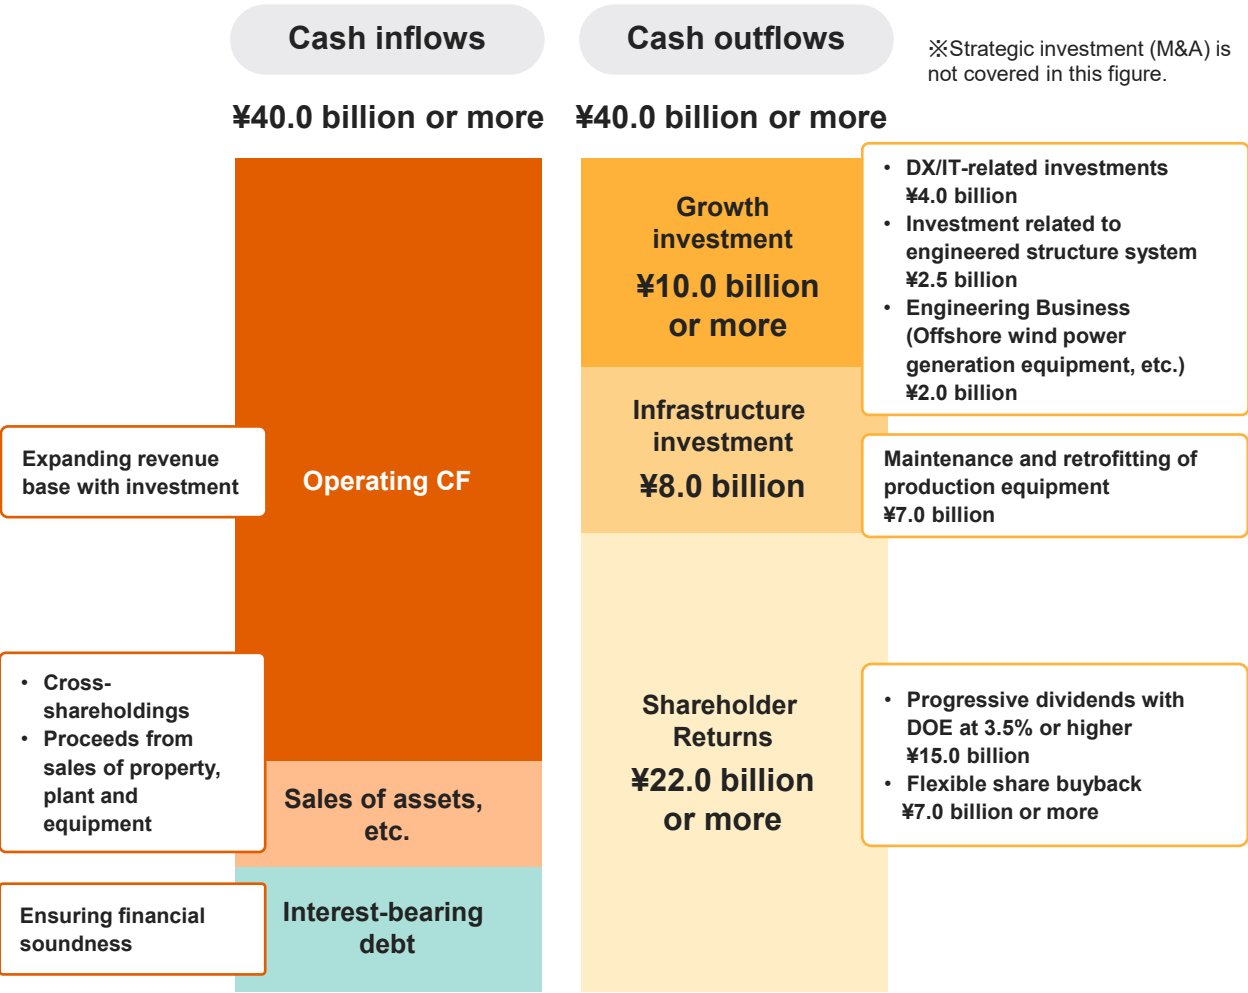 Cash inflows
¥40.0 billion or more
Cash outflows
¥40.0 billion or more
※Strategic investment (M&A) is
not covered in this figure.
Expanding revenue
base with investment
Operating CF
• Cross-
shareholdings
• Proceeds from
sales of property,
plant and
equipment
Sales of assets,
etc.
Ensuring financial
soundness
Interest-bearing
debt
Growth
investment
¥10.0 billion
or more
• DX/IT-related investments
¥4.0 billion
• Investment related to
engineered structure system
¥2.5 billion
• Engineering Business
(Offshore wind power
generation equipment, etc.)
¥2.0 billion
Infrastructure
investment
¥8.0 billion
Maintenance and retrofitting of
production equipment
¥7.0 billion
Shareholder
Returns
¥22.0 billion
or more
• Progressive dividends with
DOE at 3.5% or higher
¥15.0 billion
• Flexible share buyback
¥7.0 billion or more